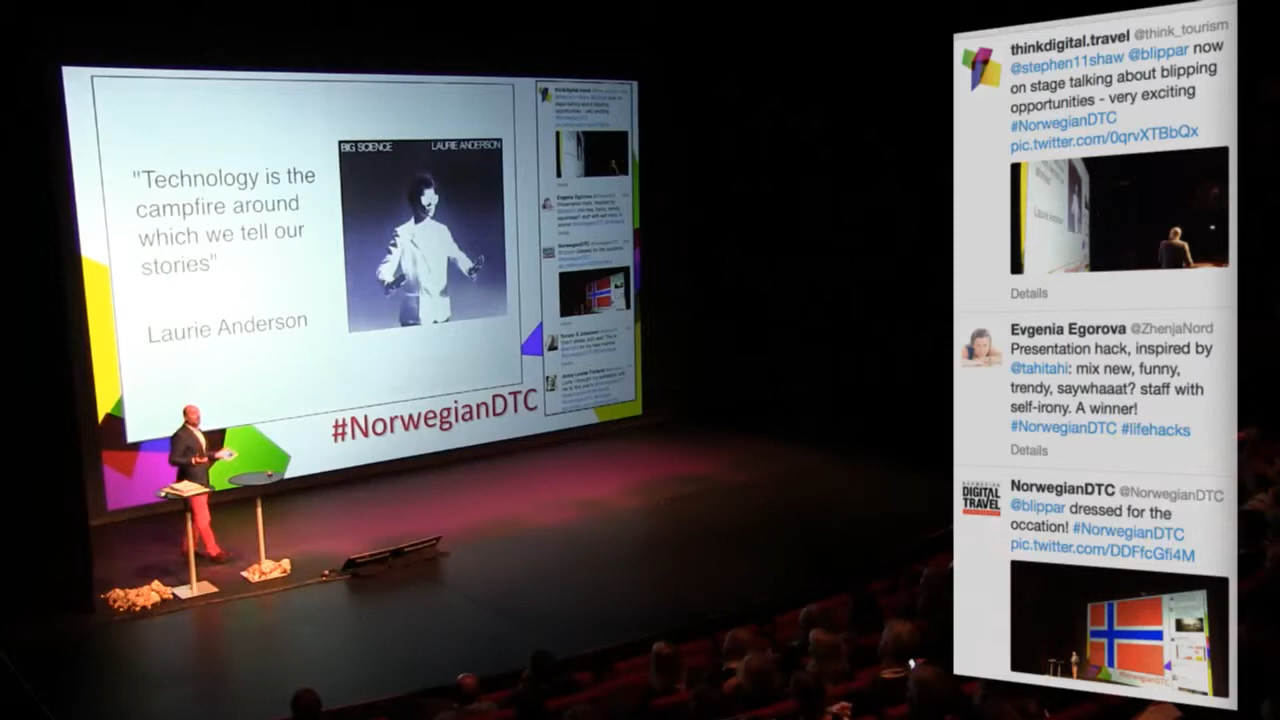 "Technology is the
campfire around
which we tell our
stories"
Laurie Anderson
BIG SCIENCE
LAURIE ANDERSON
#NorwegianDTC
thinkdigital.travel @think_tourism
@stephen11shaw @blippar now
on stage talking about blipping
opportunities - very exciting
#NorwegianDTC
pic.twitter.com/0qrvXTBbQx
Details
Evgenia Egorova @ZhenjaNord
Presentation hack, inspired by
@tahitahi: mix new, funny,
trendy, saywhaaat? staff with
self-irony. A winner!
#NorwegianDTC #lifehacks
Details
NORWEGIAN
DIGITAL
TRAVEL
NorwegianDTC @NorwegianDTC
@blippar dressed for the
occation! #NorwegianDTC
pic.twitter.com/DDFfcGfi4M
#NorwegianDTC